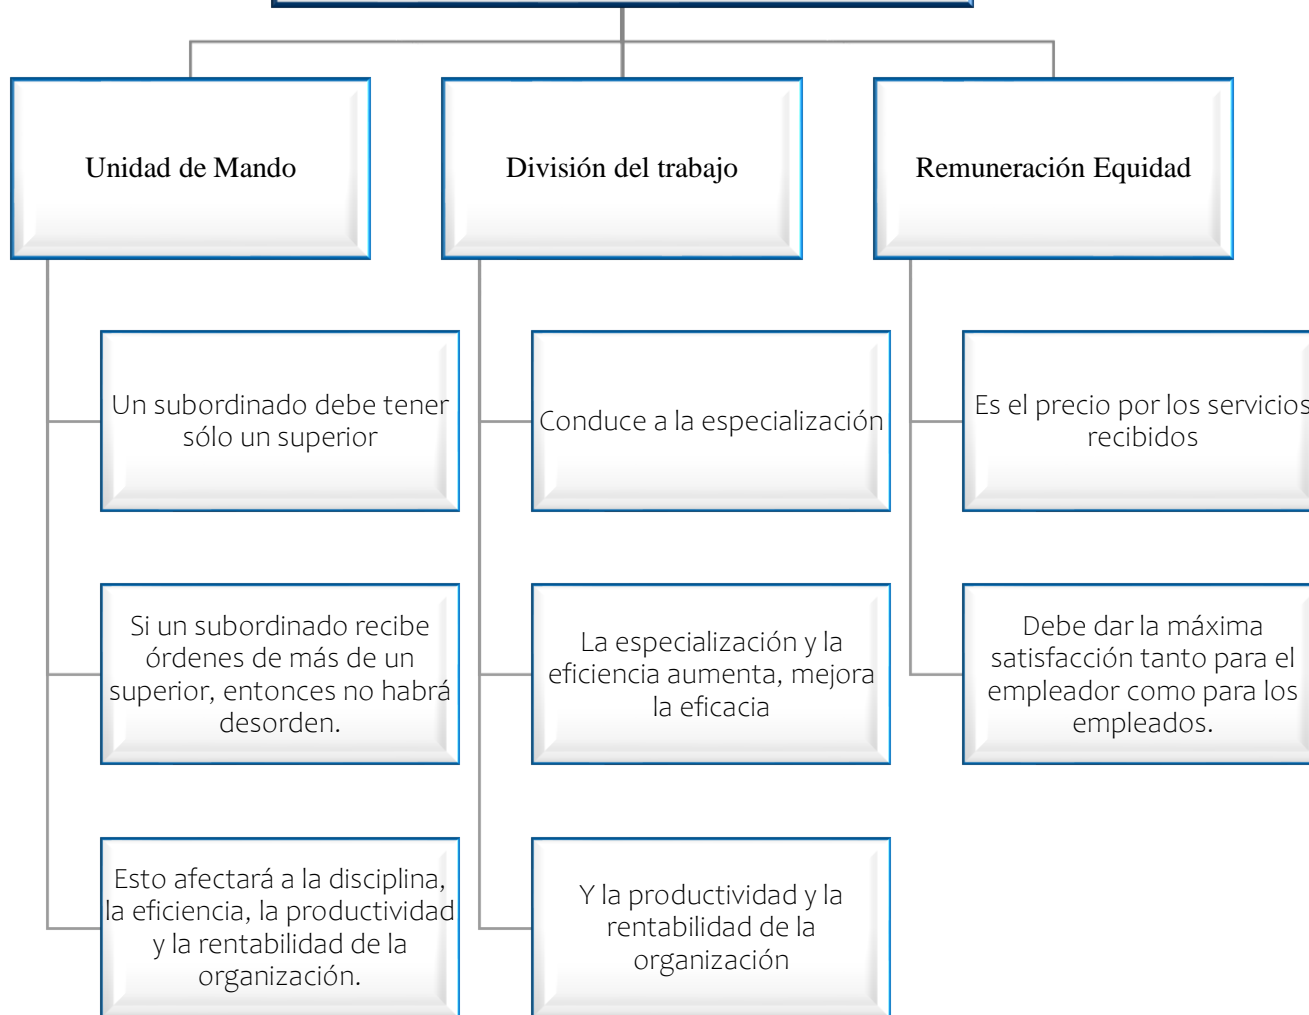 Unidad de Mando
División del trabajo
Remuneración Equidad
Un subordinado debe tener
sólo un superior
Conduce a la especialización
Es el precio por los servicios
recibidos
Si un subordinado recibe
órdenes de más de un
superior, entonces no habrá
desorden.
La especialización y la
eficiencia aumenta, mejora
la eficacia
Debe dar la máxima
satisfacción tanto para el
empleador como para los
empleados.
Esto afectará a la disciplina,
la eficiencia, la productividad
y la rentabilidad de la
organización.
Y la productividad y la
rentabilidad de la
organización